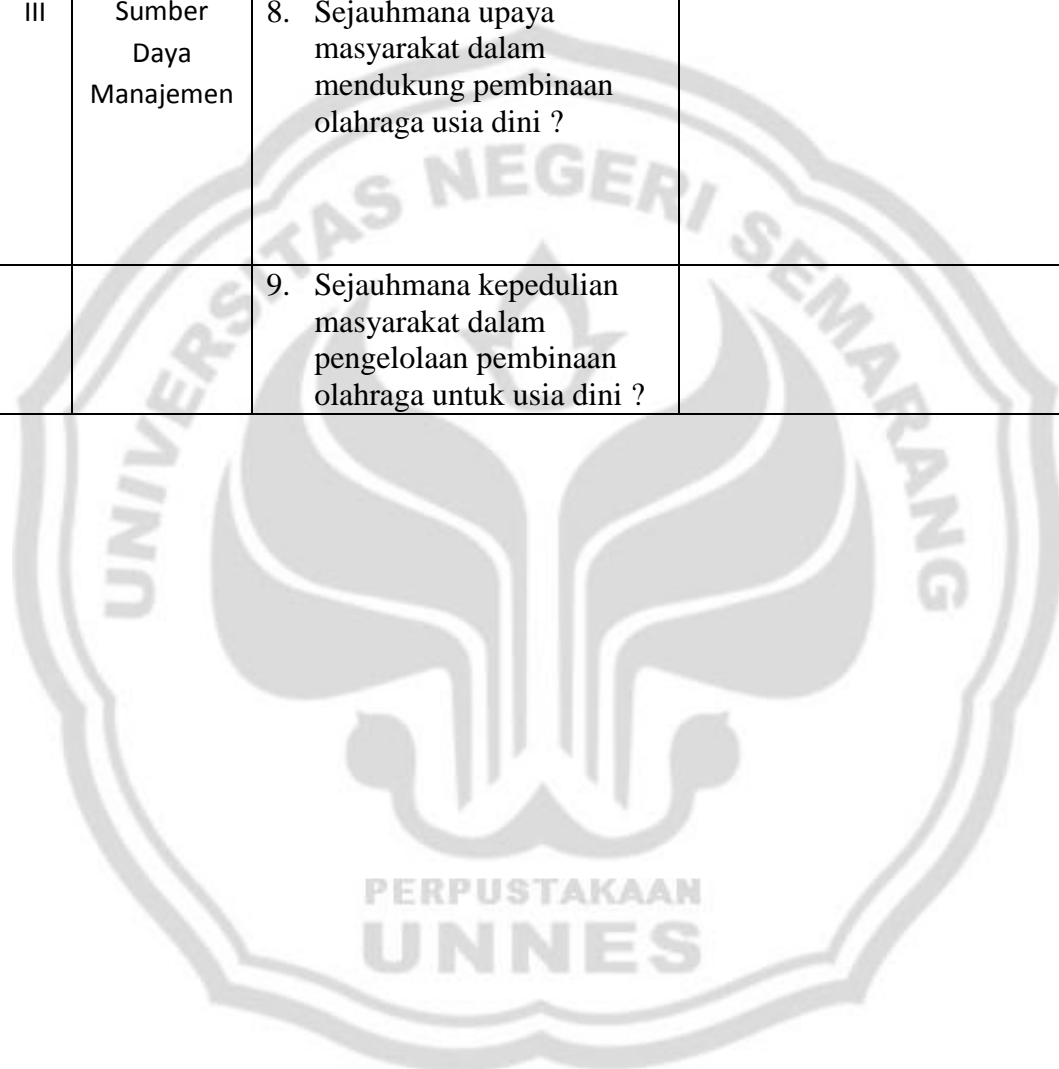 III Sumber Daya Manajemen
8. Sejauhmana upaya
masyarakat dalam
mendukung pembinaan
olahraga usia dini ?
9. Sejauhmana kepedulian
masyarakat dalam
pengelolaan pembinaan
olahraga untuk usia dini ?
UNIVERSITAS NEGERI SEMARANG
PERPUSTAKAAN
UNNES